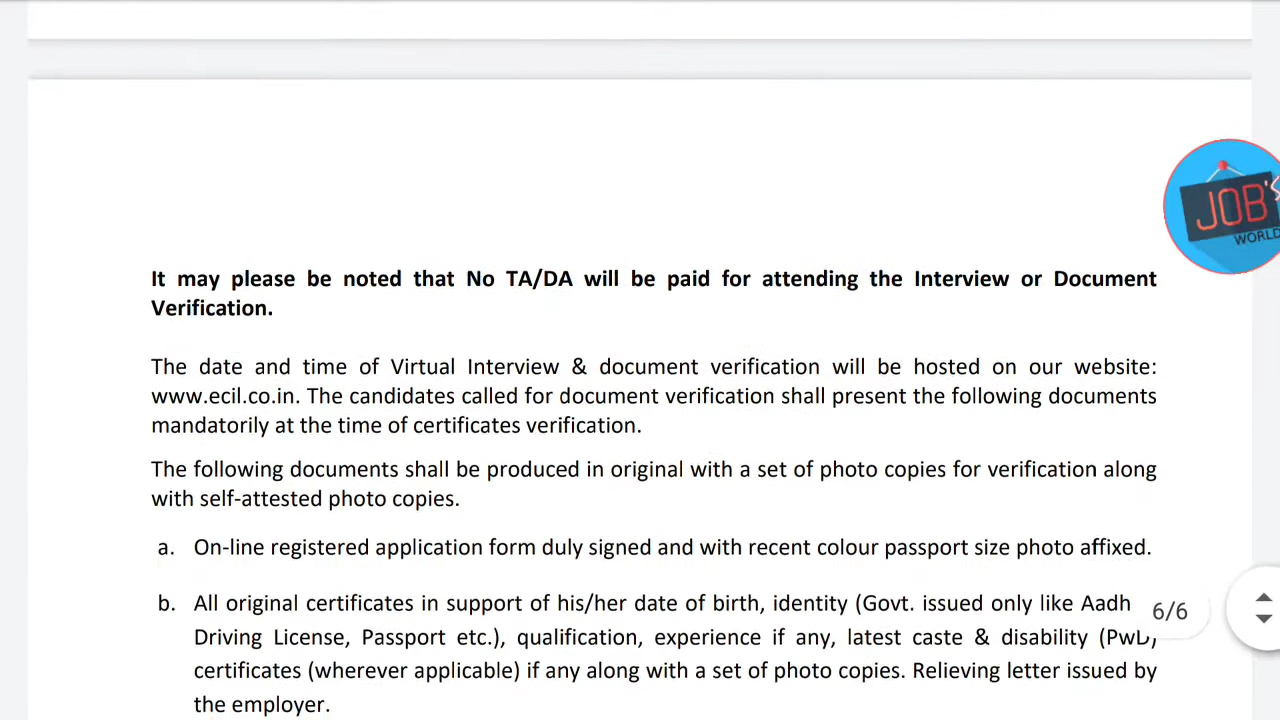 JOB'S
WORLD
It may please be noted that No TA/DA will be paid for attending the Interview or Document
Verification.
The date and time of Virtual Interview & document verification will be hosted on our website:
www.ecil.co.in. The candidates called for document verification shall present the following documents
mandatorily at the time of certificates verification.
The following documents shall be produced in original with a set of photo copies for verification along
with self-attested photo copies.
a. On-line registered application form duly signed and with recent colour passport size photo affixed.
b. All original certificates in support of his/her date of birth, identity (Govt. issued only like Aadh
6/6
Driving License, Passport etc.), qualification, experience if any, latest caste & disability (PwD)
certificates (wherever applicable) if any along with a set of photo copies. Relieving letter issued by
the employer.